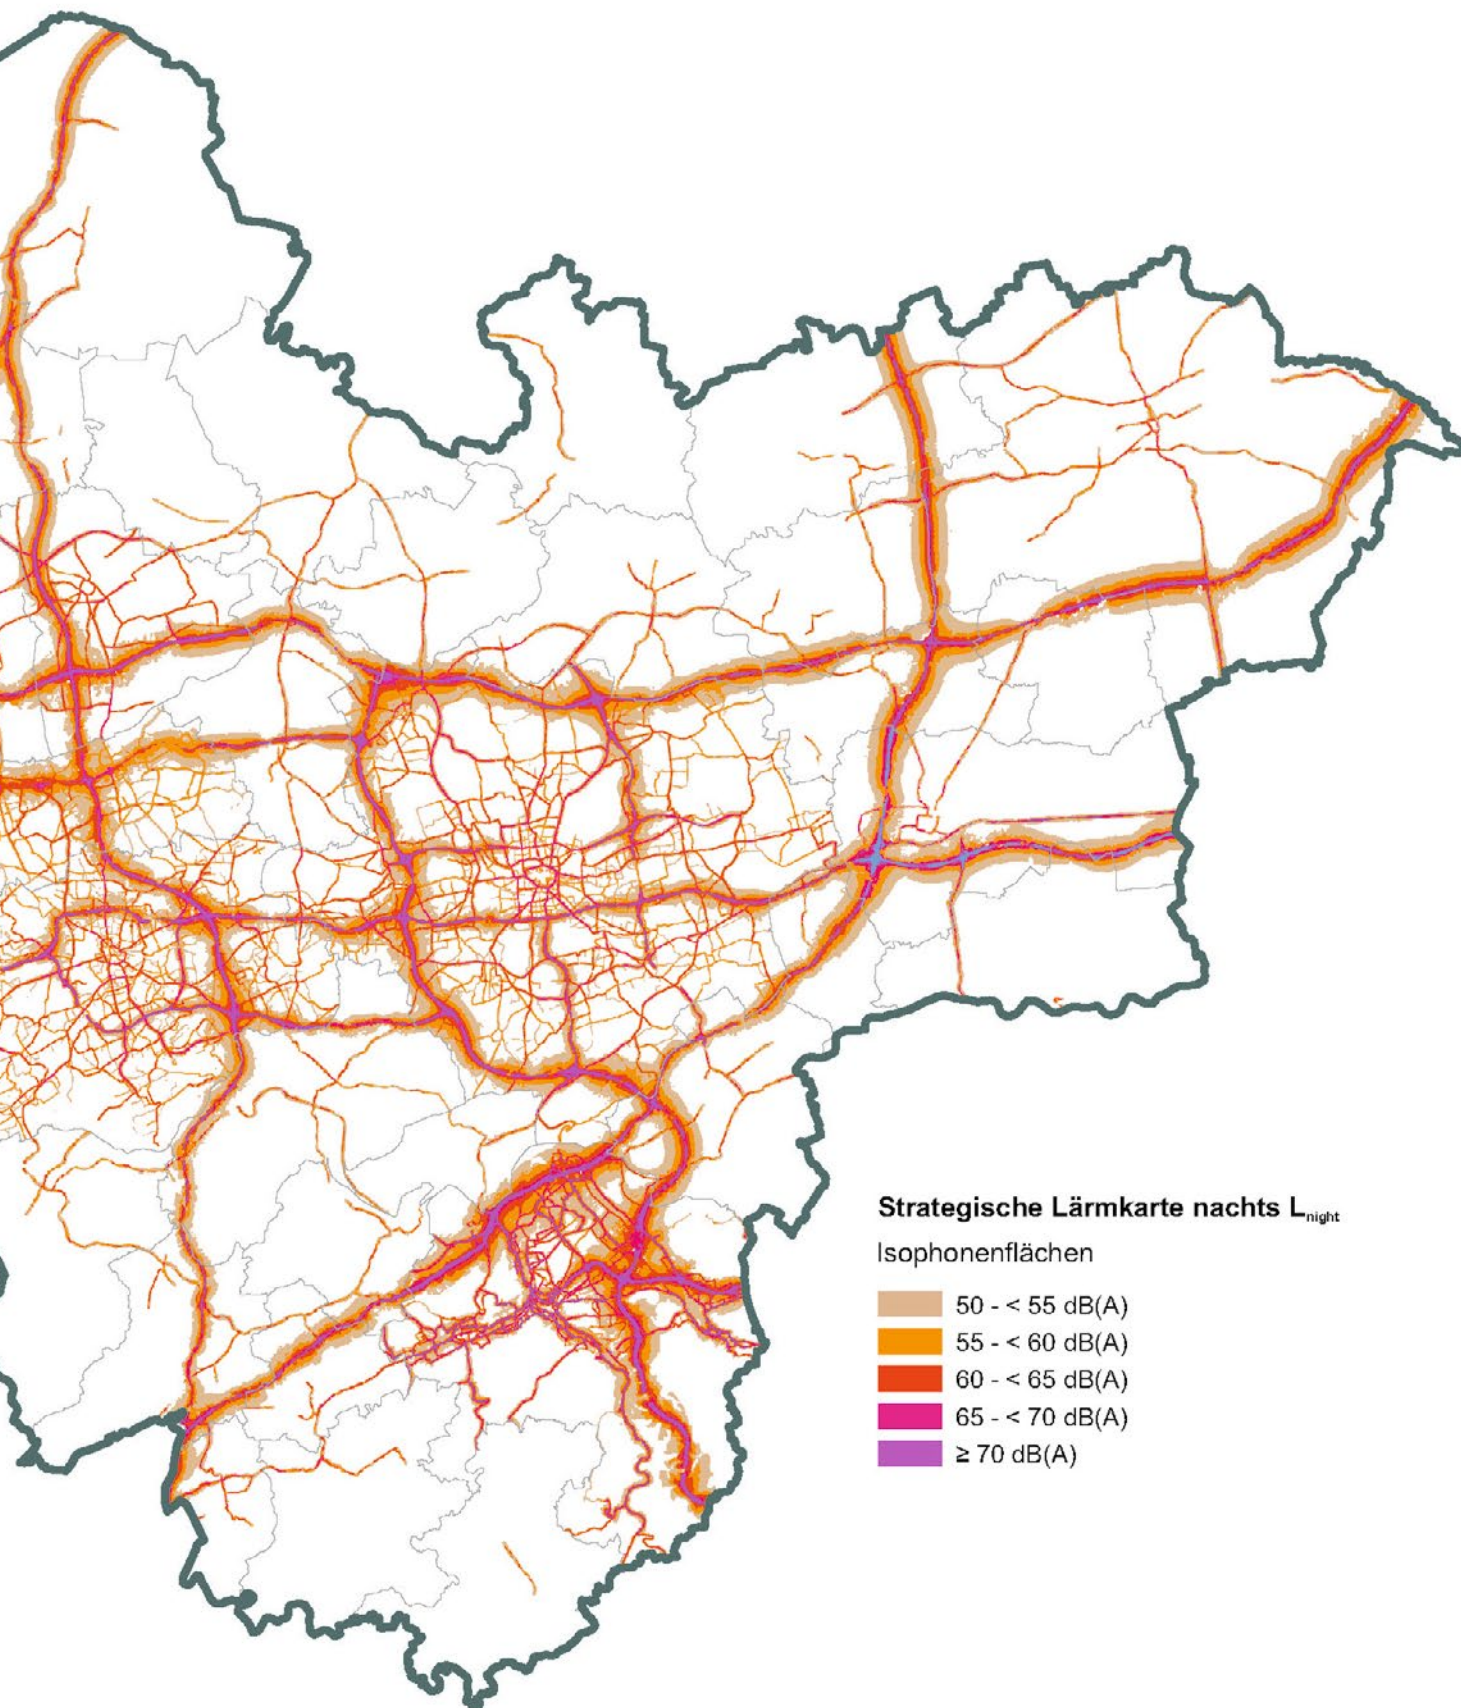 Strategische Lärmkarte nachts Lnight
Isophonenflächen
50 - < 55 dB(A)
55 - < 60 dB(A)
60 - < 65 dB(A)
65 - < 70 dB(A)
≥ 70 dB(A)